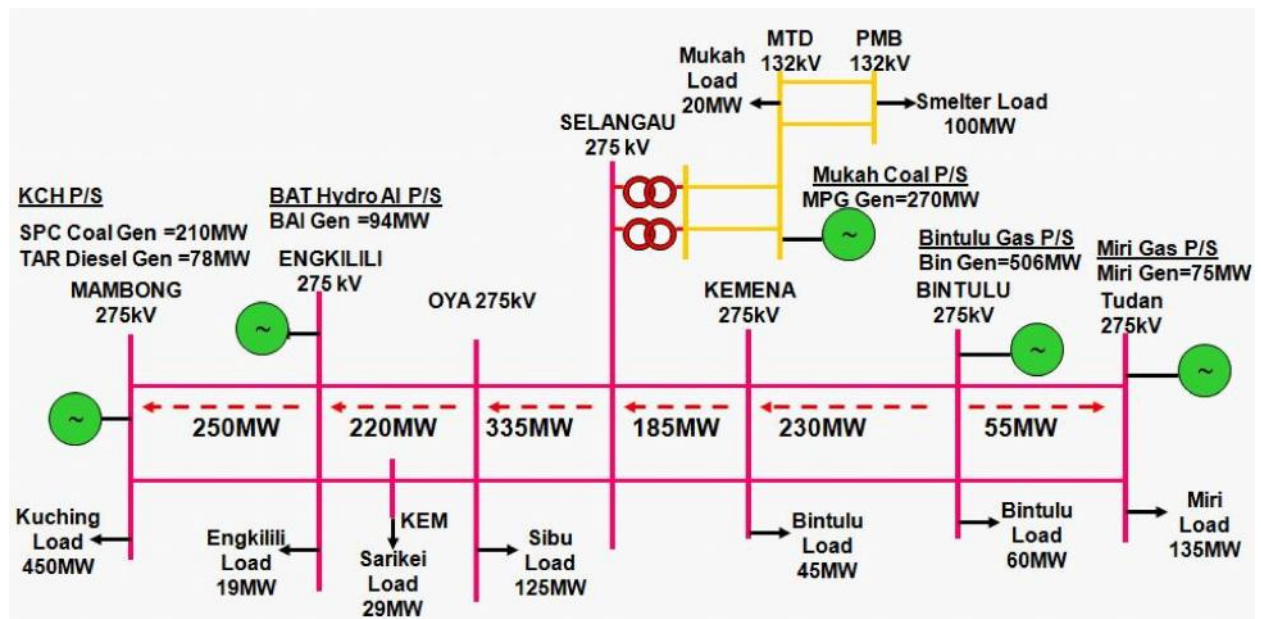 MTD
132kV
PMB
132kV
Mukah
Load
20MW
Smelter Load
100MW
SELANGAU
275 kV
Mukah Coal P/S
MPG Gen=270MW
KCH P/S
SPC Coal Gen =210MW
TAR Diesel Gen =78MW
MAMBONG
275kV
BAT Hydro Al P/S
BAl Gen =94MW
ENGKILILI
275 kV
OYA 275kV
KEMENA
275kV
Bintulu Gas P/S
Bin Gen=506MW
BINTULU
275kV
Miri Gas P/S
Miri Gen=75MW
Tudan
275kV
~
~
~
~
~
250MW
220MW
335MW
185MW
230MW
55MW
Kuching
Load
450MW
Engkilili
Load
19MW
KEM
Sarikei
Load
29MW
Sibu
Load
125MW
Bintulu
Load
45MW
Bintulu
Load
60MW
Miri
Load
135MW